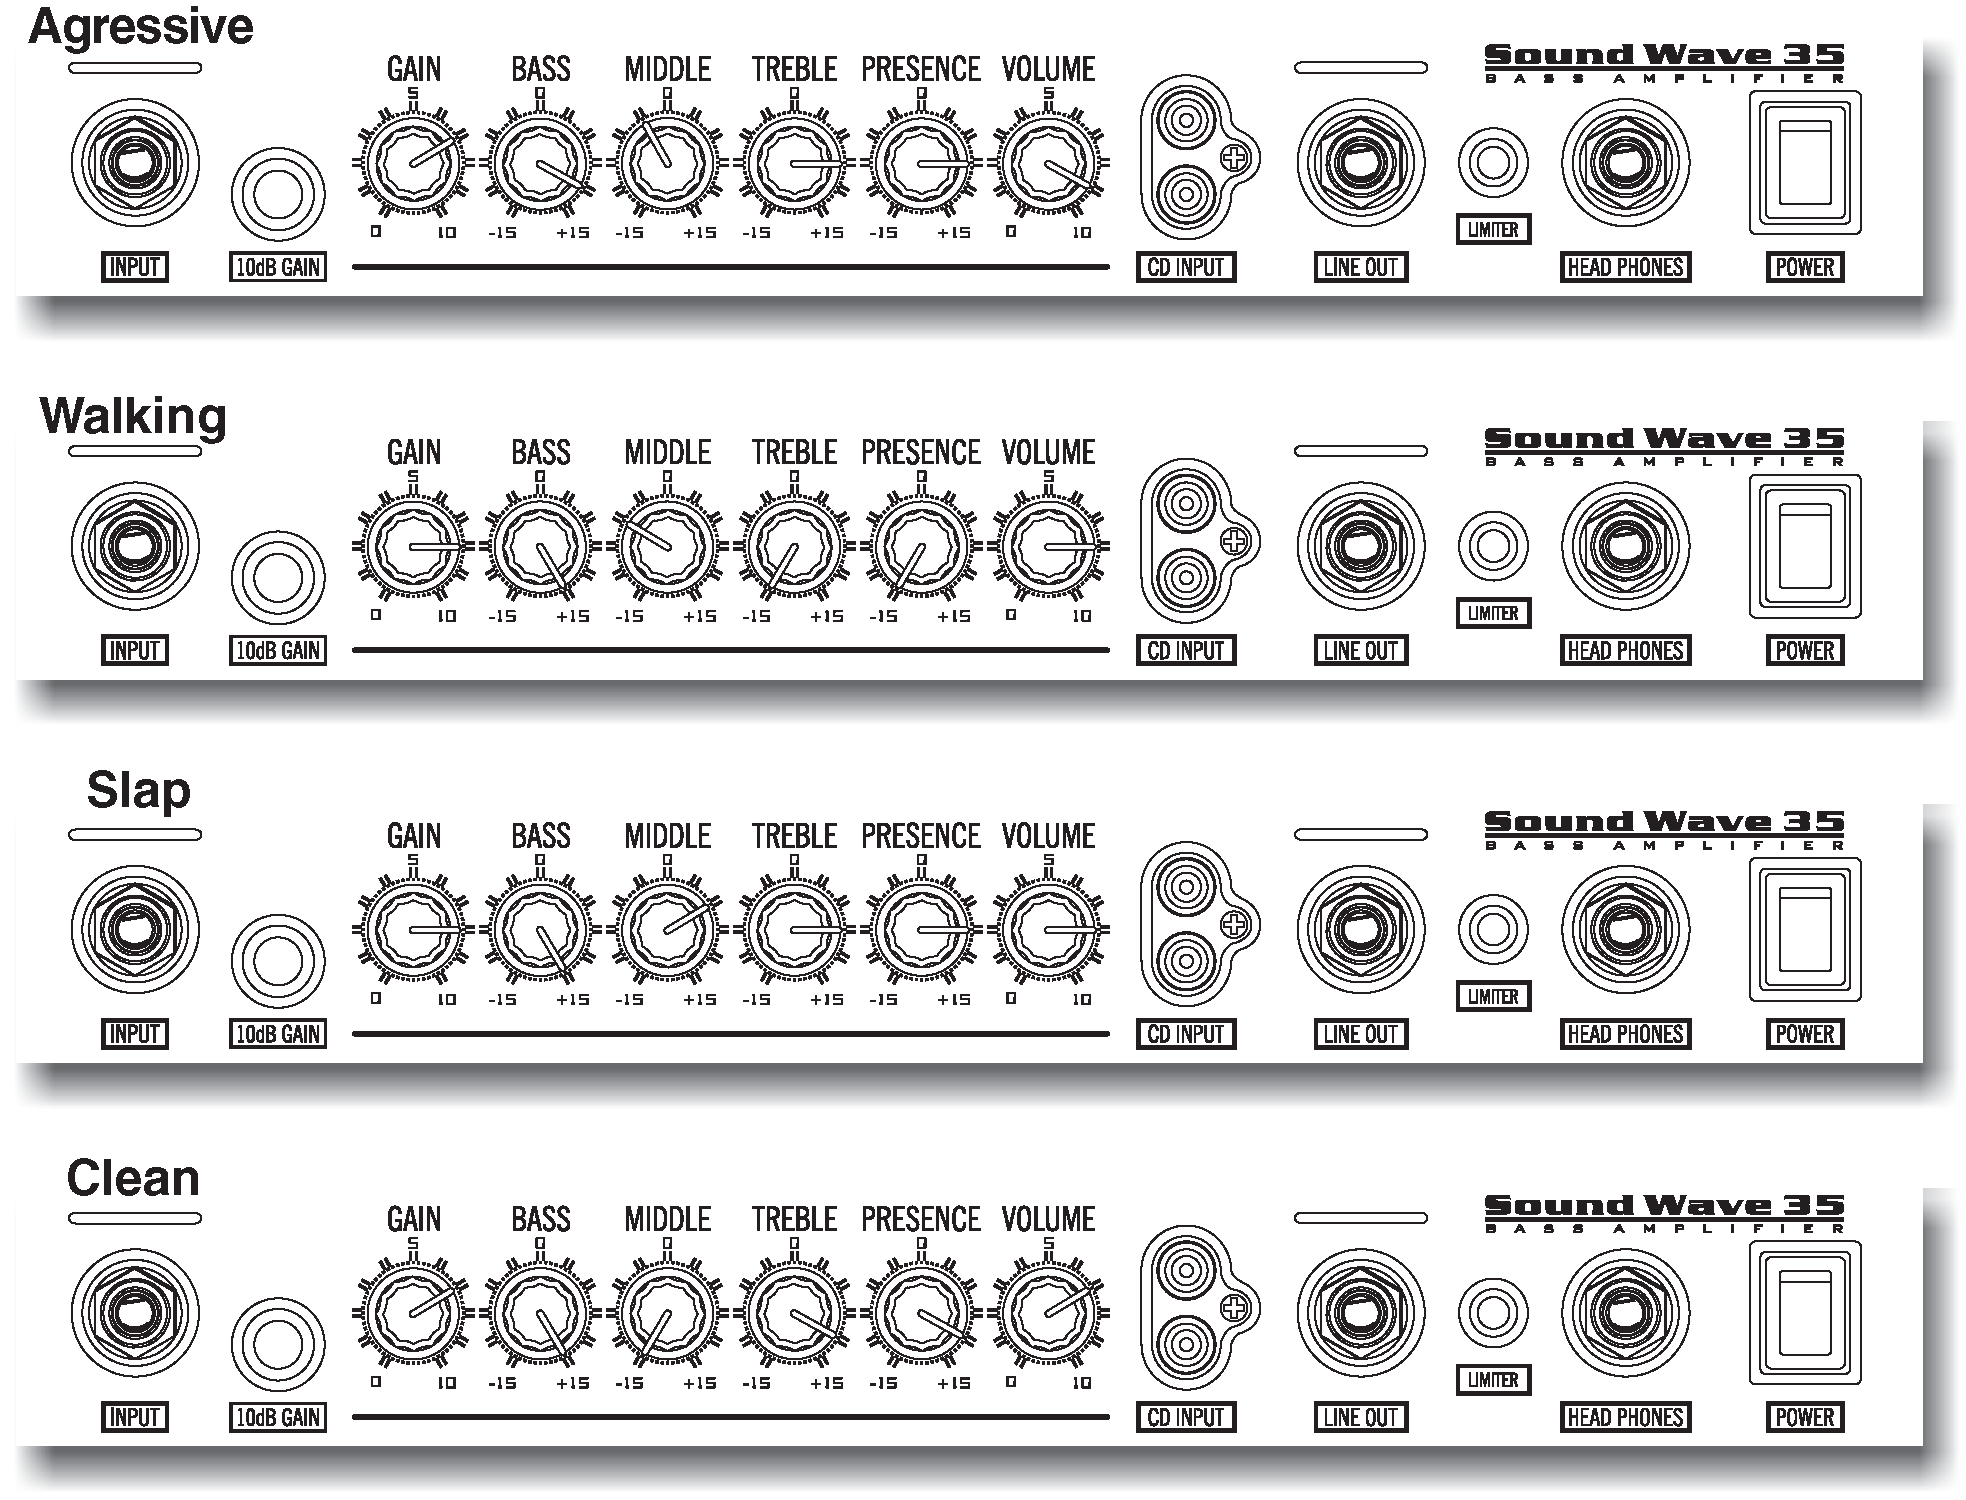 Agressive
GAIN BASS MIDDLE TREBLE PRESENCE VOLUME
Sound Wave 35
BASS AMPLIFIER
5 0 0 0 0 5
0 10 -15 +15 -15 +15 -15 +15 -15 +15 0 10
LIMITER
INPUT 10dB GAIN CD INPUT LINE OUT HEAD PHONES POWER
Walking
GAIN BASS MIDDLE TREBLE PRESENCE VOLUME
Sound Wave 35
BASS AMPLIFIER
5 0 0 0 0 5
0 10 -15 +15 -15 +15 -15 +15 -15 +15 0 10
LIMITER
INPUT 10dB GAIN CD INPUT LINE OUT HEAD PHONES POWER
Slap
GAIN BASS MIDDLE TREBLE PRESENCE VOLUME
Sound Wave 35
BASS AMPLIFIER
5 0 0 0 0 5
0 10 -15 +15 -15 +15 -15 +15 -15 +15 0 10
LIMITER
INPUT 10dB GAIN CD INPUT LINE OUT HEAD PHONES POWER
Clean
GAIN BASS MIDDLE TREBLE PRESENCE VOLUME
Sound Wave 35
BASS AMPLIFIER
5 0 0 0 0 5
0 10 -15 +15 -15 +15 -15 +15 -15 +15 0 10
LIMITER
INPUT 10dB GAIN CD INPUT LINE OUT HEAD PHONES POWER